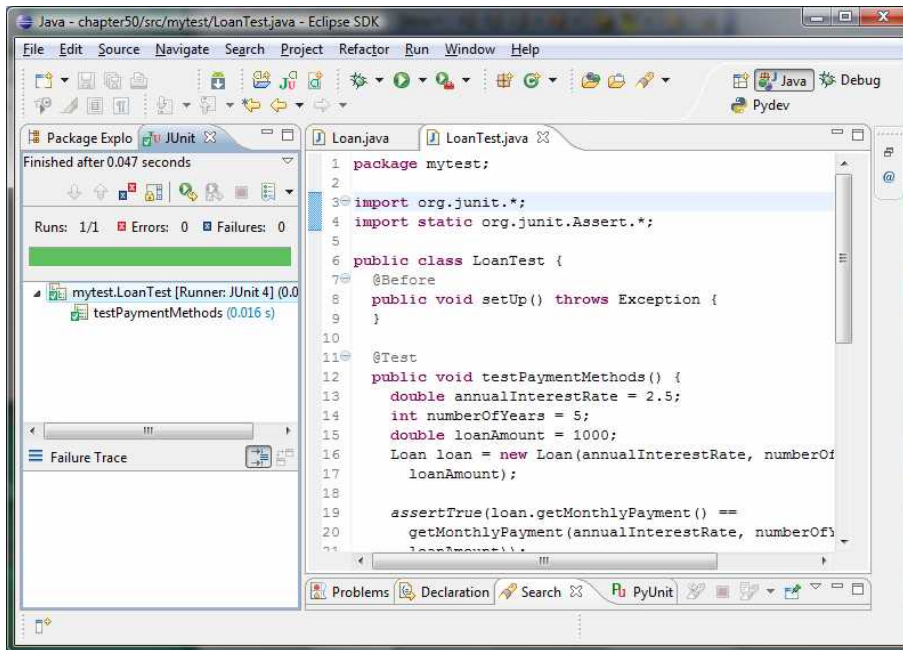 Java - chapter50/src/mytest/LoanTest.java - Eclipse SDK
File Edit Source Navigate Search Project Refactor Run Window Help
Java Debug
Pydev
Package Explo JUnit
Finished after 0.047 seconds
Runs: 1/1 Errors: 0 Failures: 0
mytest.LoanTest [Runner: JUnit 4] (0.0
testPaymentMethods (0.016 s)
Failure Trace
Loan.java LoanTest.java
1 package mytest;
2
3 import org.junit.*;
4 import static org.junit.Assert.*;
5
6 public class LoanTest {
7 @Before
8 public void setUp() throws Exception {
9 }
10
11 @Test
12 public void testPaymentMethods() {
13 double annualInterestRate = 2.5;
14 int numberOfYears = 5;
15 double loanAmount = 1000;
16 Loan loan = new Loan(annualInterestRate, numberOf
17 loanAmount);
18
19 assertTrue(loan.getMonthlyPayment() ==
20 getMonthlyPayment(annualInterestRate, numberOfY
21 loanAmount));
Problems Declaration Search PyUnit